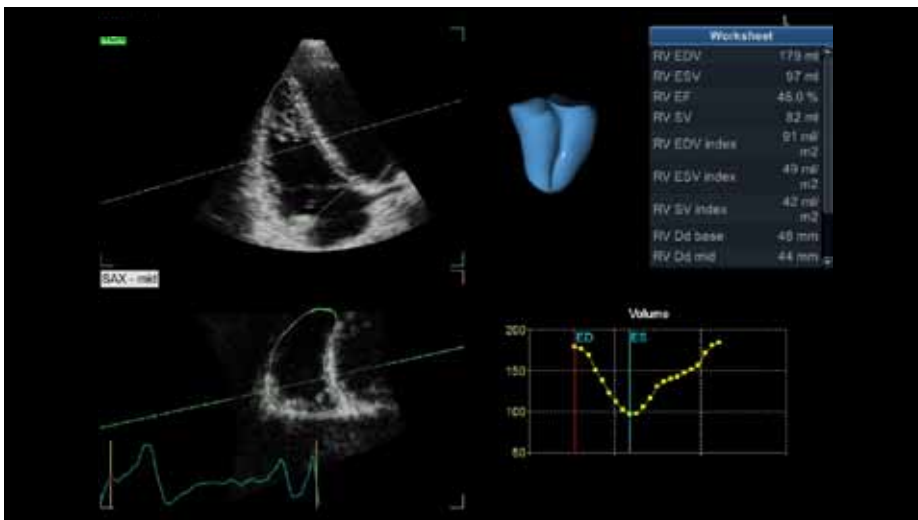 Worksheet
RV EDV 179 ml
RV ESV 97 ml
RV EF 46.0 %
RV SV 82 ml
RV EDV index 91 ml/
m2
RV ESV index 49 ml/
m2
RV SV index 42 ml/
m2
RV Dd base 48 mm
RV Dd mid 44 mm
SAX - mid
Volume
200
ED
ES
150
100
50